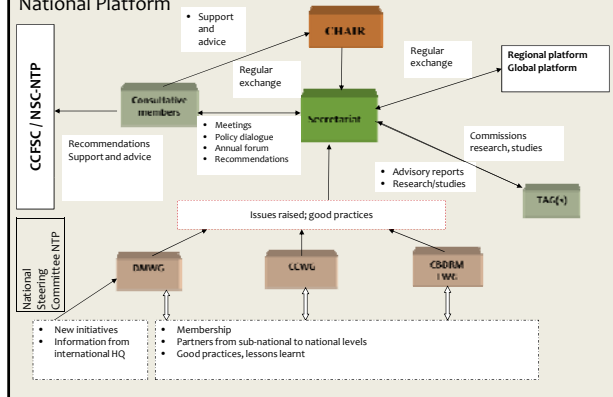 National Platform
• Support
and
advice
CHAIR
Regular
exchange
Regular
exchange
Regional platform
Global platform
CCFSC / NSC-NTP
Consultative
members
Secretariat
• Meetings
• Policy dialogue
• Annual forum
• Recommendations
Recommendations
Support and advice
Commissions
research, studies
• Advisory reports
• Research/studies
TAG(s)
Issues raised; good practices
National
Steering
Committee NTP
DMWG
CCWG
CBDRM
TWG
• New initiatives
• Information from
international HQ
• Membership
• Partners from sub-national to national levels
• Good practices, lessons learnt